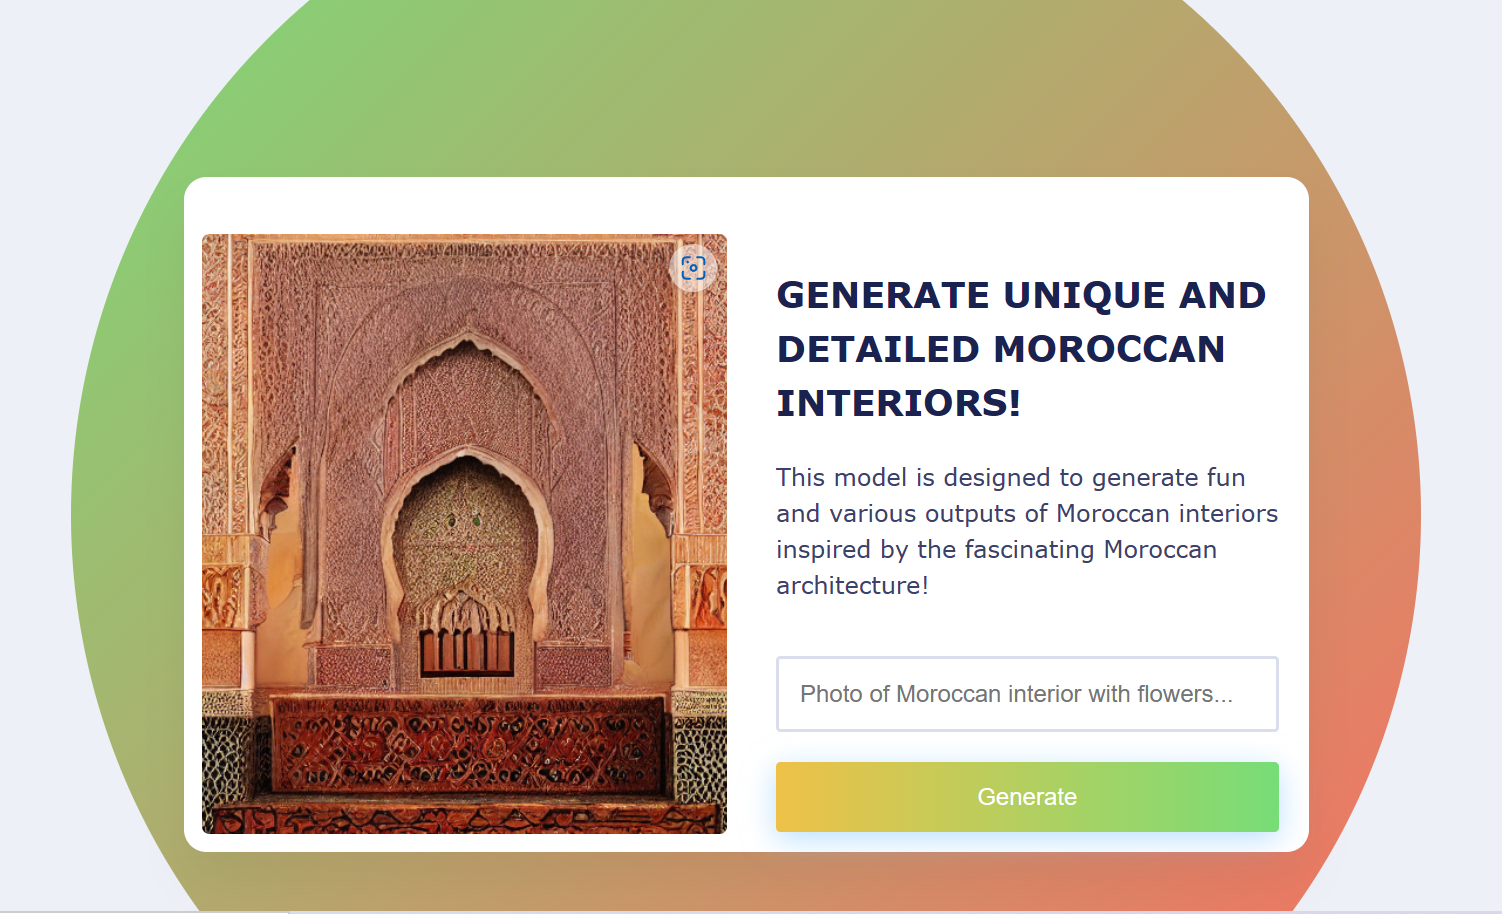 GENERATE UNIQUE AND
DETAILED MOROCCAN
INTERIORS!
This model is designed to generate fun
and various outputs of Moroccan interiors
inspired by the fascinating Moroccan
architecture!
Photo of Moroccan interior with flowers...
Generate